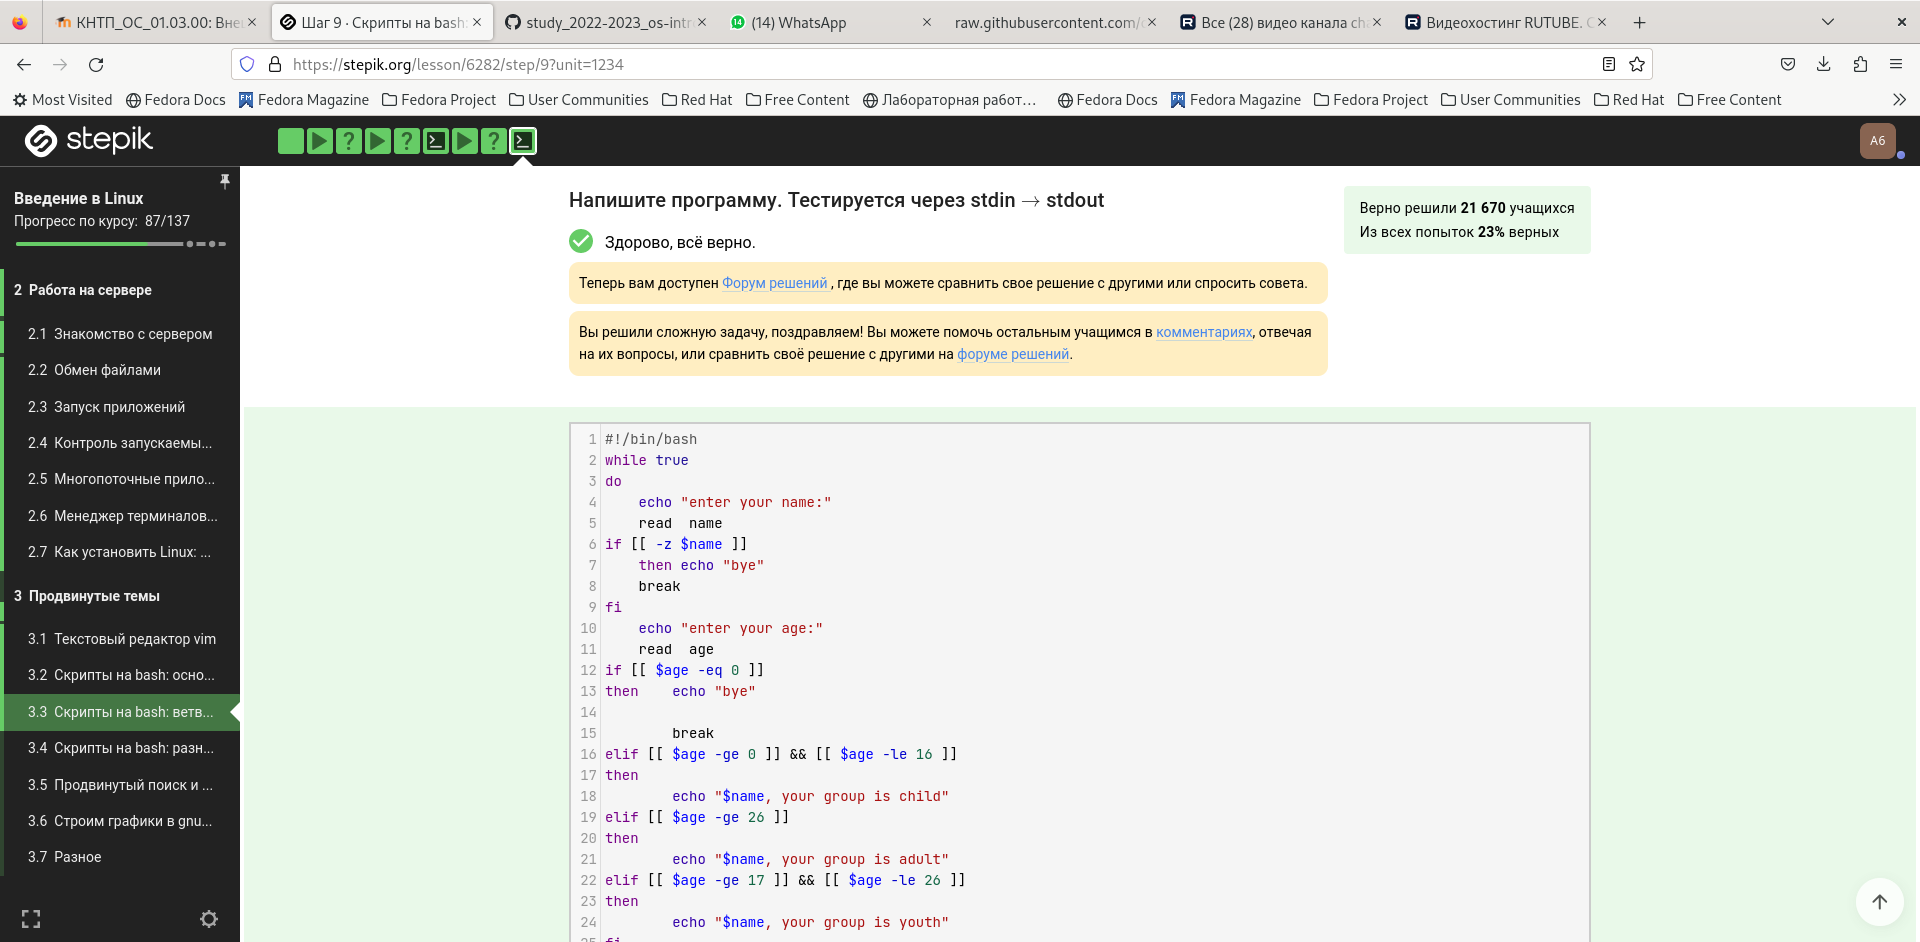 КНТП_ОС_01.03.00: Вне
Шаг 9 · Скрипты на bash:
study_2022-2023_os-intr
(14) WhatsApp
raw.githubusercontent.com/
Все (28) видео канала
Видеохостинг RUTUBE.
https://stepik.org/lesson/6282/step/9?unit=1234
Most Visited
Fedora Docs
Fedora Magazine
Fedora Project
User Communities
Red Hat
Free Content
Лабораторная работ…
Fedora Docs
Fedora Magazine
Fedora Project
User Communities
Red Hat
Free Content
stepik
A6
Введение в Linux
Прогресс по курсу: 87/137
2 Работа на сервере
2.1 Знакомство с сервером
2.2 Обмен файлами
2.3 Запуск приложений
2.4 Контроль запускаемы...
2.5 Многопоточные прило...
2.6 Менеджер терминалов...
2.7 Как установить Linux: ...
3 Продвинутые темы
3.1 Текстовый редактор vim
3.2 Скрипты на bash: осно...
3.3 Скрипты на bash: ветв...
3.4 Скрипты на bash: разн...
3.5 Продвинутый поиск и ...
3.6 Строим графики в gnu...
3.7 Разное
Напишите программу. Тестируется через stdin → stdout
Здорово, всё верно.
Теперь вам доступен Форум решений , где вы можете сравнить свое решение с другими или спросить совета.
Вы решили сложную задачу, поздравляем! Вы можете помочь остальным учащимся в комментариях, отвечая
на их вопросы, или сравнить своё решение с другими на форуме решений.
Верно решили 21 670 учащихся
Из всех попыток 23% верных
1 #!/bin/bash
2 while true
3 do
4     echo "enter your name:"
5     read  name
6 if [[ -z $name ]]
7     then echo "bye"
8     break
9 fi
10     echo "enter your age:"
11     read  age
12 if [[ $age -eq 0 ]]
13 then    echo "bye"
14
15         break
16 elif [[ $age -ge 0 ]] && [[ $age -le 16 ]]
17 then
18         echo "$name, your group is child"
19 elif [[ $age -ge 26 ]]
20 then
21         echo "$name, your group is adult"
22 elif [[ $age -ge 17 ]] && [[ $age -le 26 ]]
23 then
24         echo "$name, your group is youth"
25 fi